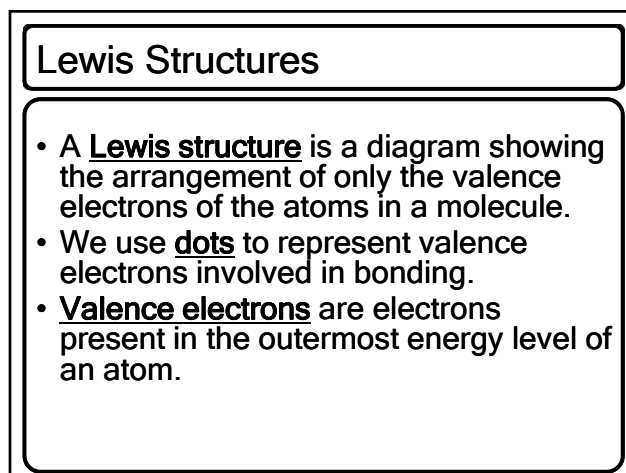 Lewis Structures
• A Lewis structure is a diagram showing
the arrangement of only the valence
electrons of the atoms in a molecule.
• We use dots to represent valence
electrons involved in bonding.
• Valence electrons are electrons
present in the outermost energy level of
an atom.